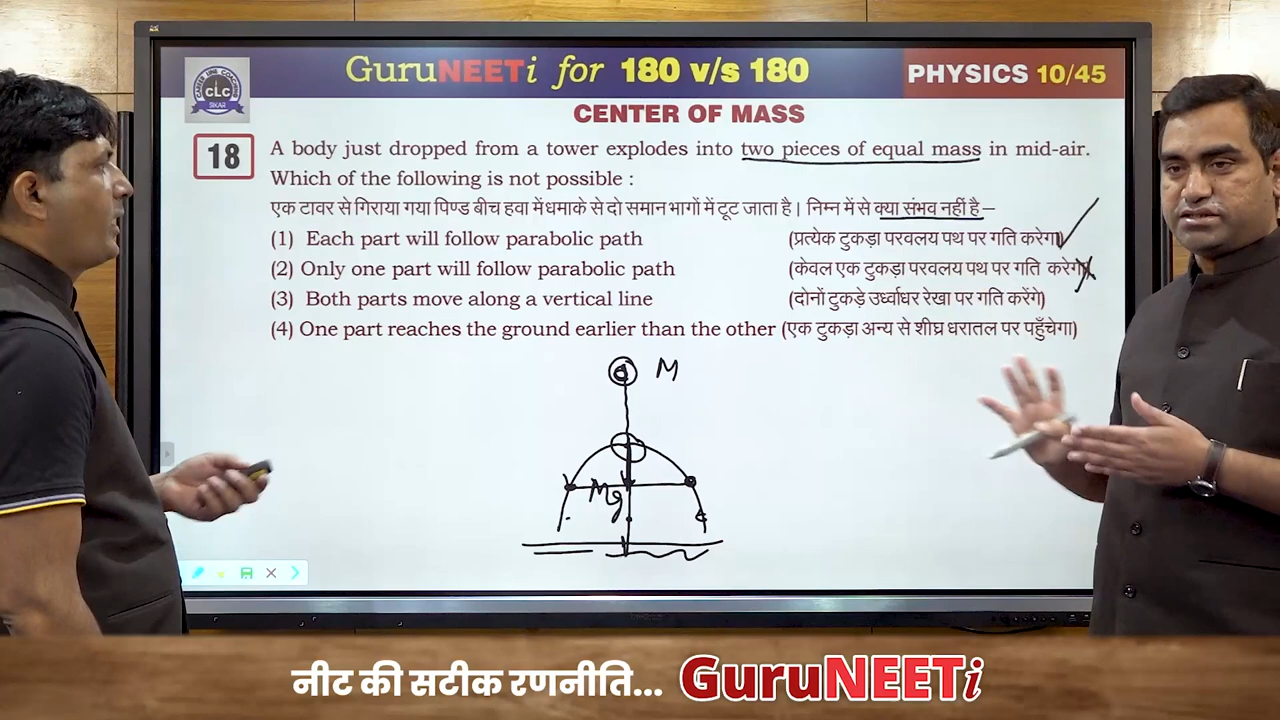 GuruNEETi for 180 v/s 180
PHYSICS 10/45
CLC
SIKAR
CENTER OF MASS
18
A body just dropped from a tower explodes into two pieces of equal mass in mid-air.
Which of the following is not possible :
एक टावर से गिराया गया पिण्ड बीच हवा में धमाके से दो समान भागों में टूट जाता है। निम्न में से क्या संभव नहीं है–
(1) Each part will follow parabolic path (प्रत्येक टुकड़ा परवलय पथ पर गति करेगा)
(2) Only one part will follow parabolic path (केवल एक टुकड़ा परवलय पथ पर गति करेगा)
(3) Both parts move along a vertical line (दोनों टुकड़े उर्ध्वाधर रेखा पर गति करेंगे)
(4) One part reaches the ground earlier than the other (एक टुकड़ा अन्य से शीघ्र धरातल पर पहुँचेगा)
M
Mg
नीट की सटीक रणनीति... GuruNEETi